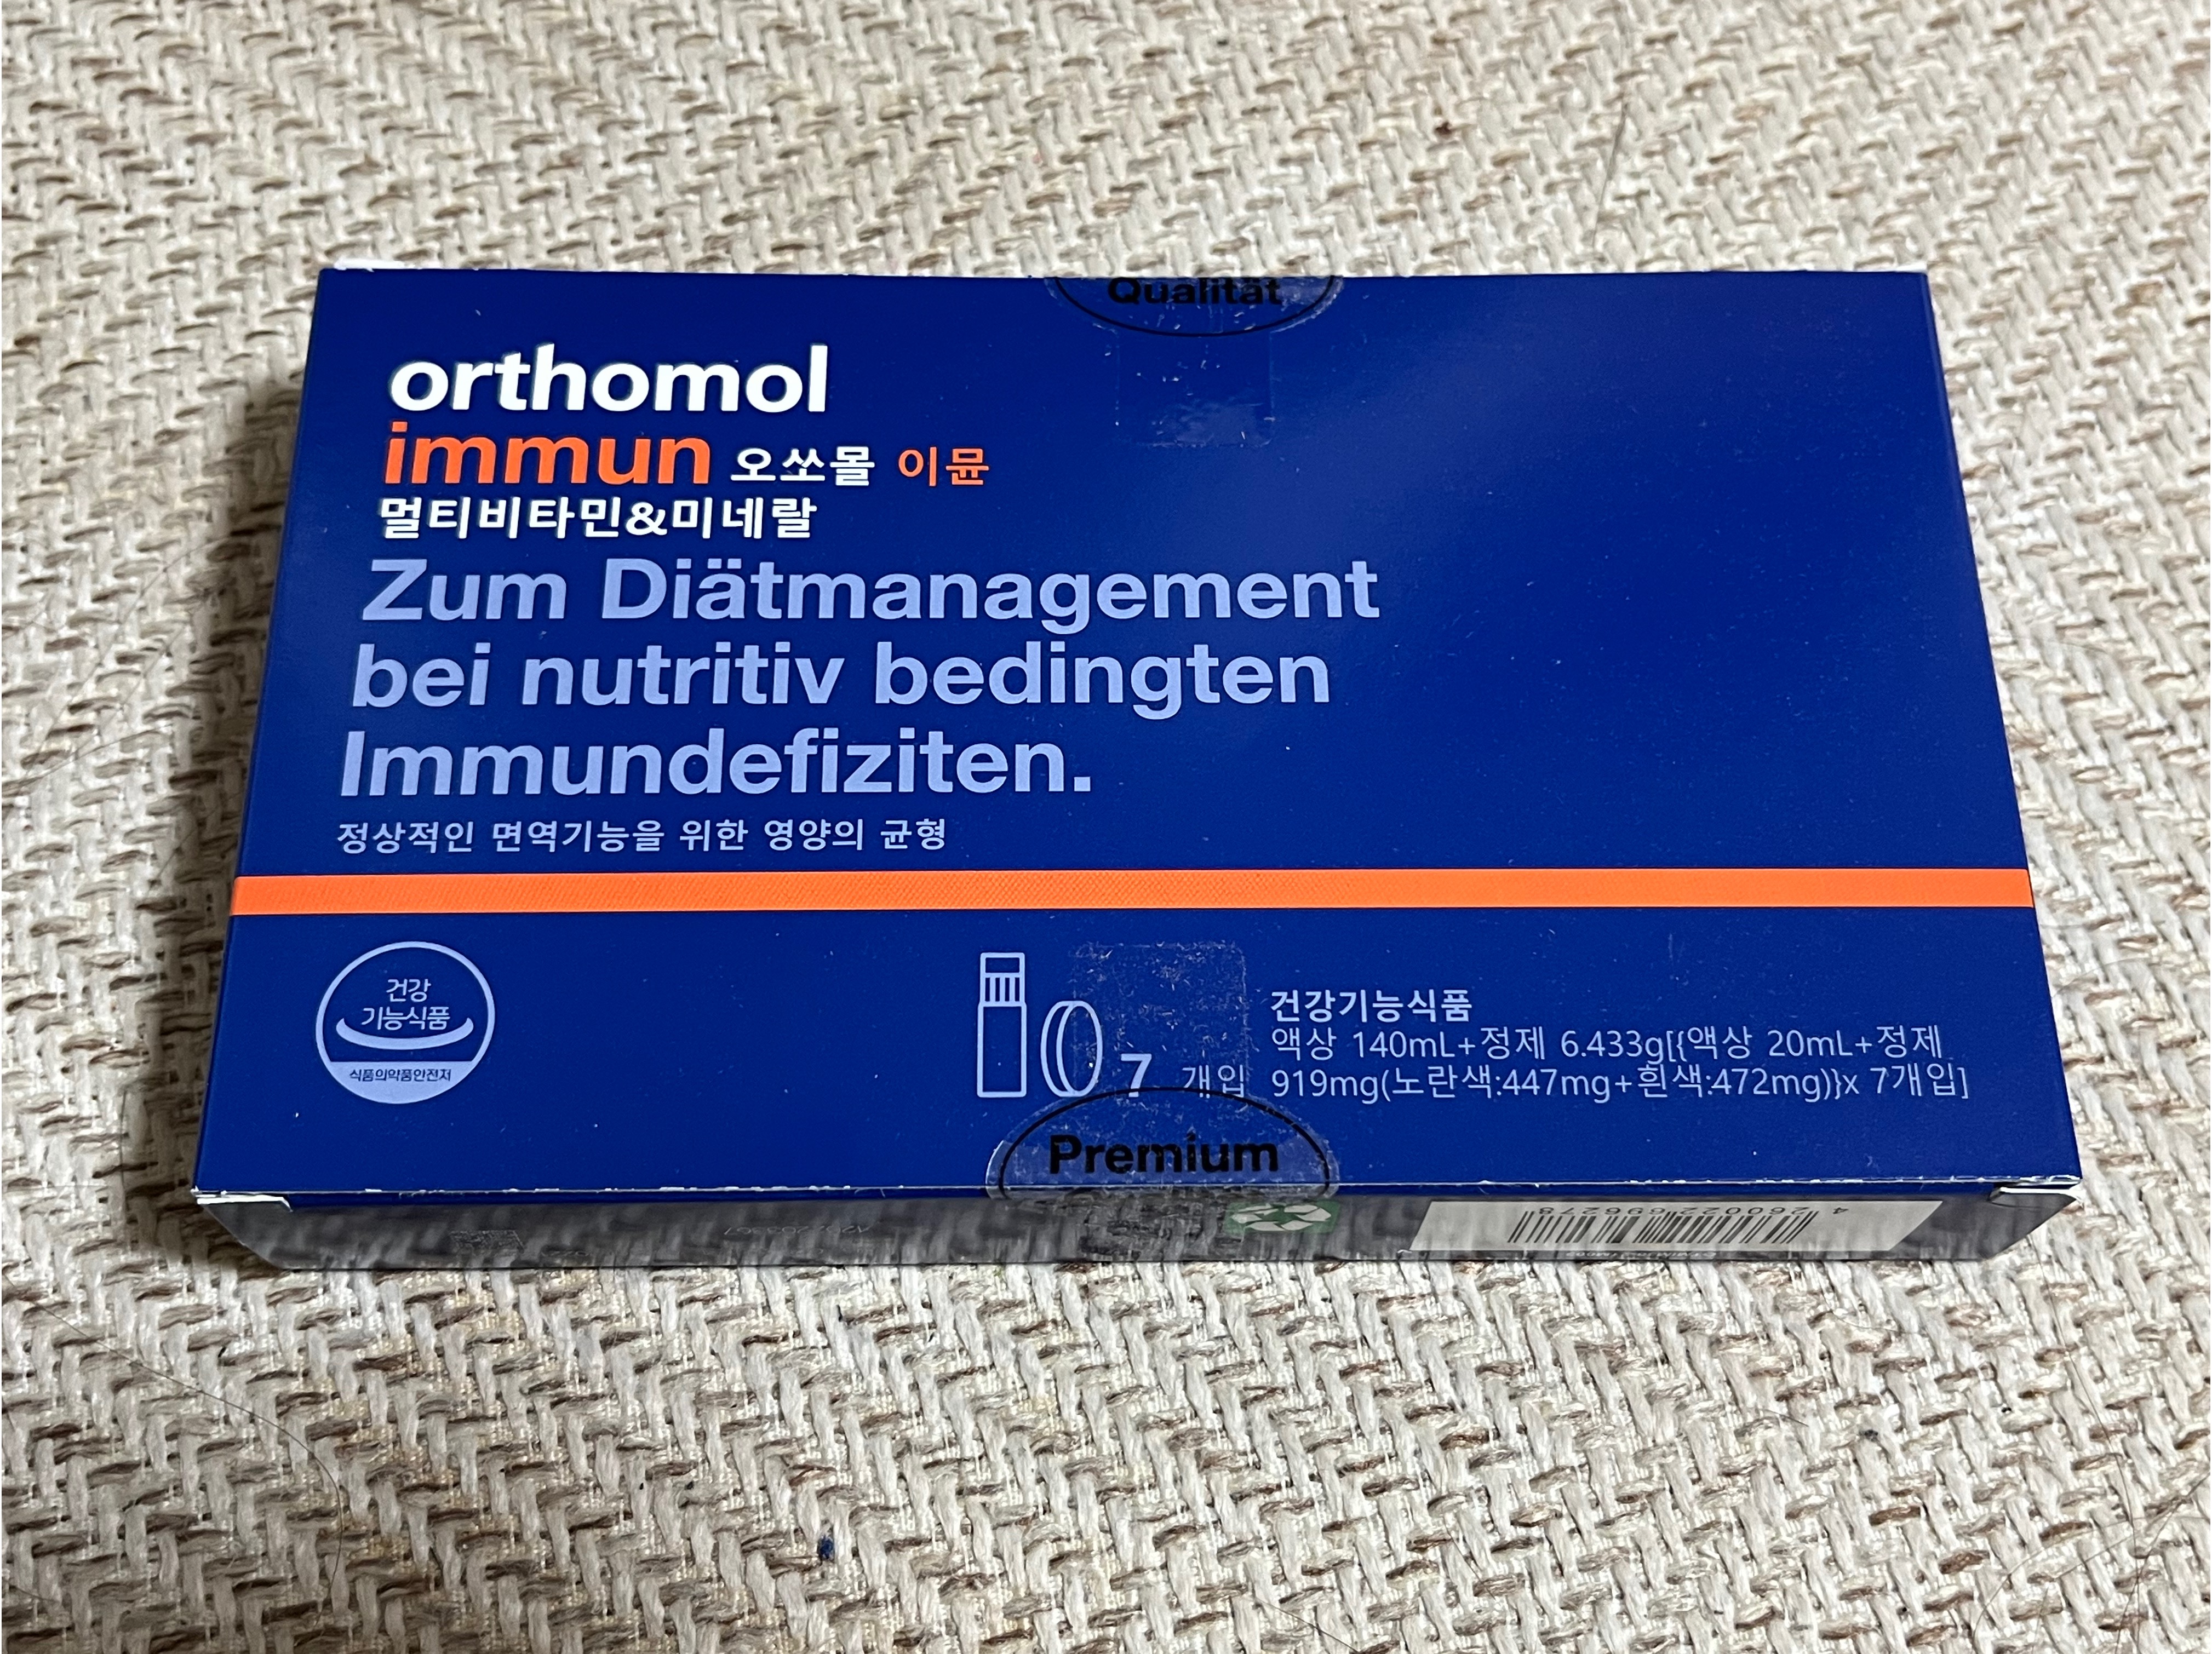 Qualität
orthomol
immun 오쏘몰 이뮨
멀티비타민&미네랄
Zum Diätmanagement
bei nutritiv bedingten
Immundefiziten.
정상적인 면역기능을 위한 영양의 균형
건강
기능식품
식품의약품안전처
7 개입
건강기능식품
액상 140mL+정제 6.433g[{액상 20mL+정제
919mg(노란색:447mg+흰색:472mg)}x 7개입]
Premium
4 260022696278